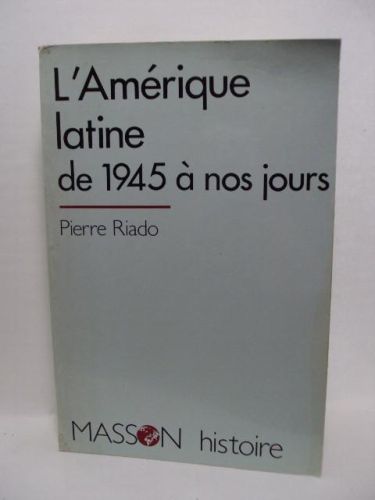 L'Amérique
latine
de 1945 à nos jours
Pierre Riado
MASSON histoire